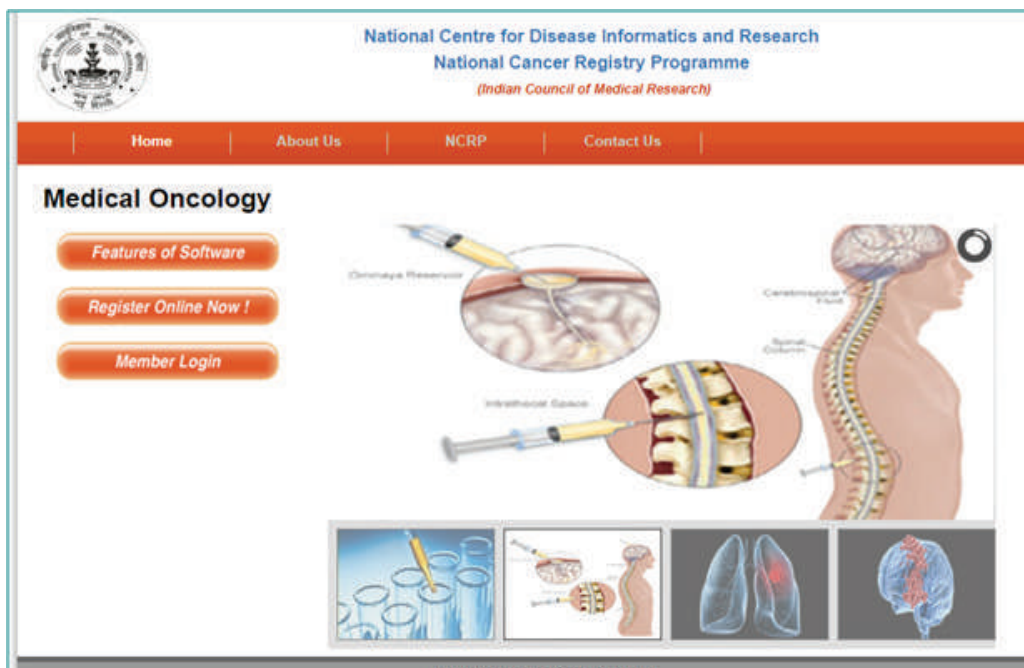 National Centre for Disease Informatics and Research
National Cancer Registry Programme
(Indian Council of Medical Research)
Home
About Us
NCRP
Contact Us
Medical Oncology
Features of Software
Register Online Now !
Member Login
Ommaya Reservoir
Cerebrospinal
Fluid
Spinal
Column
Intrathecal Space